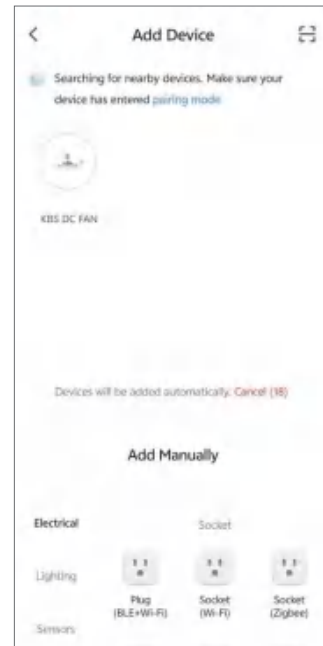 Add Device
Searching for nearby devices. Make sure your
device has entered pairing mode
KBS DC FAN
Devices will be added automatically. Cancel (18)
Add Manually
Electrical
Socket
Lighting
Plug
(BLE+Wi-Fi)
Socket
(Wi-Fi)
Socket
(Zigbee)
Sensors